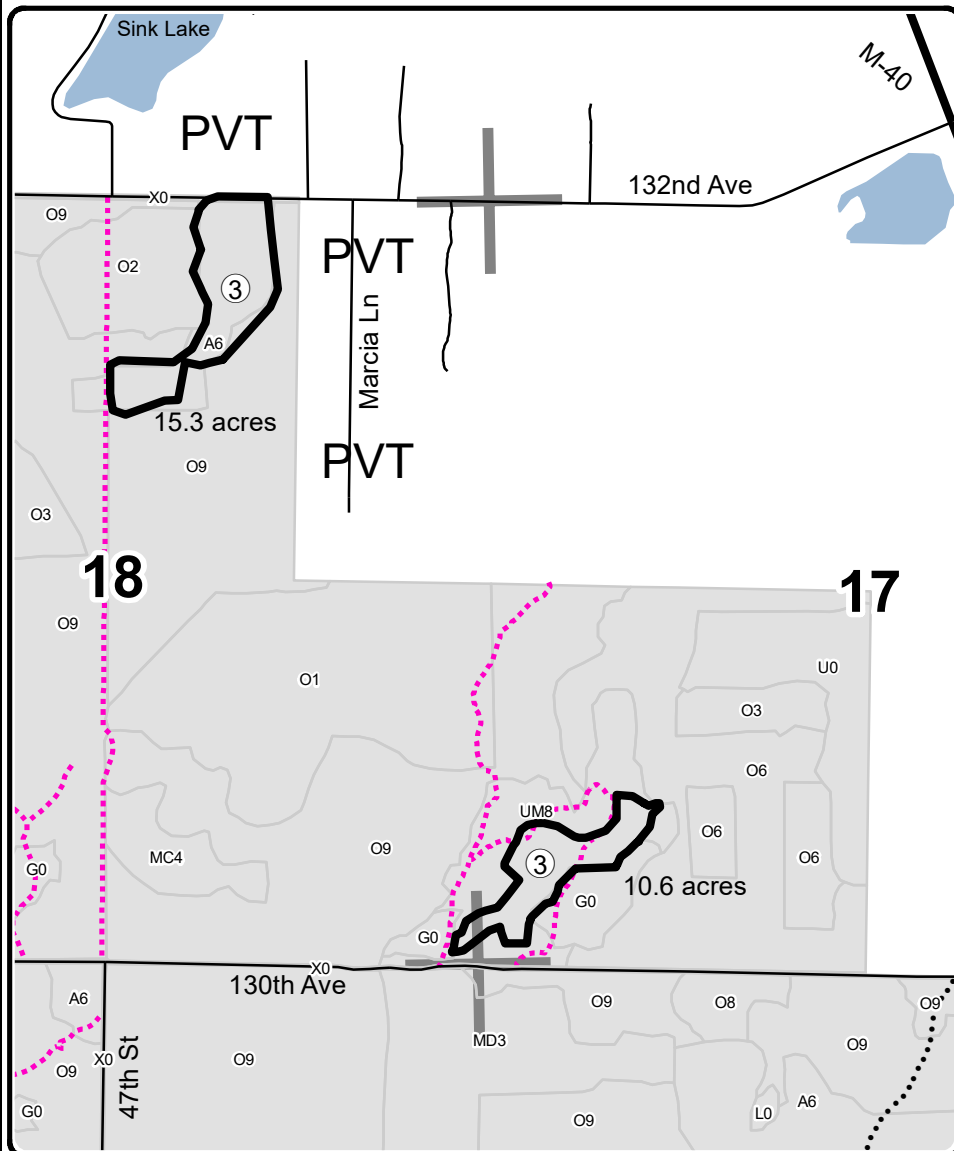 Sink Lake
M-40
PVT
132nd Ave
X0
O9
PVT
O2
3
Marcia Ln
A6
15.3 acres
PVT
O9
O3
18
17
O9
U0
O1
O3
O6
UM8
O6
O9
MC4
O6
3
G0
10.6 acres
G0
G0
X0
130th Ave
A6
O9
O8
O9
MD3
O9
X0
O9
O9
47th St
A6
G0
L0
O9